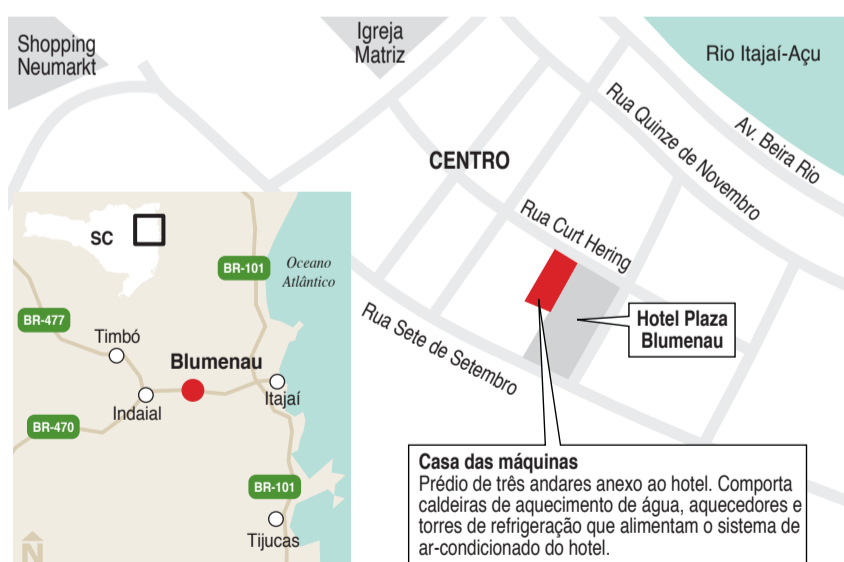 Shopping
Neumarkt
Igreja
Matriz
Rio Itajaí-Açu
Av. Beira Rio
Rua Quinze de Novembro
CENTRO
Rua Curt Hering
Rua Sete de Setembro
Hotel Plaza
Blumenau
SC
BR-101
Oceano
Atlântico
BR-477
Timbó
Blumenau
Indaial
Itajaí
BR-470
BR-101
Tijucas
N
Casa das máquinas
Prédio de três andares anexo ao hotel. Comporta
caldeiras de aquecimento de água, aquecedores e
torres de refrigeração que alimentam o sistema de
ar-condicionado do hotel.